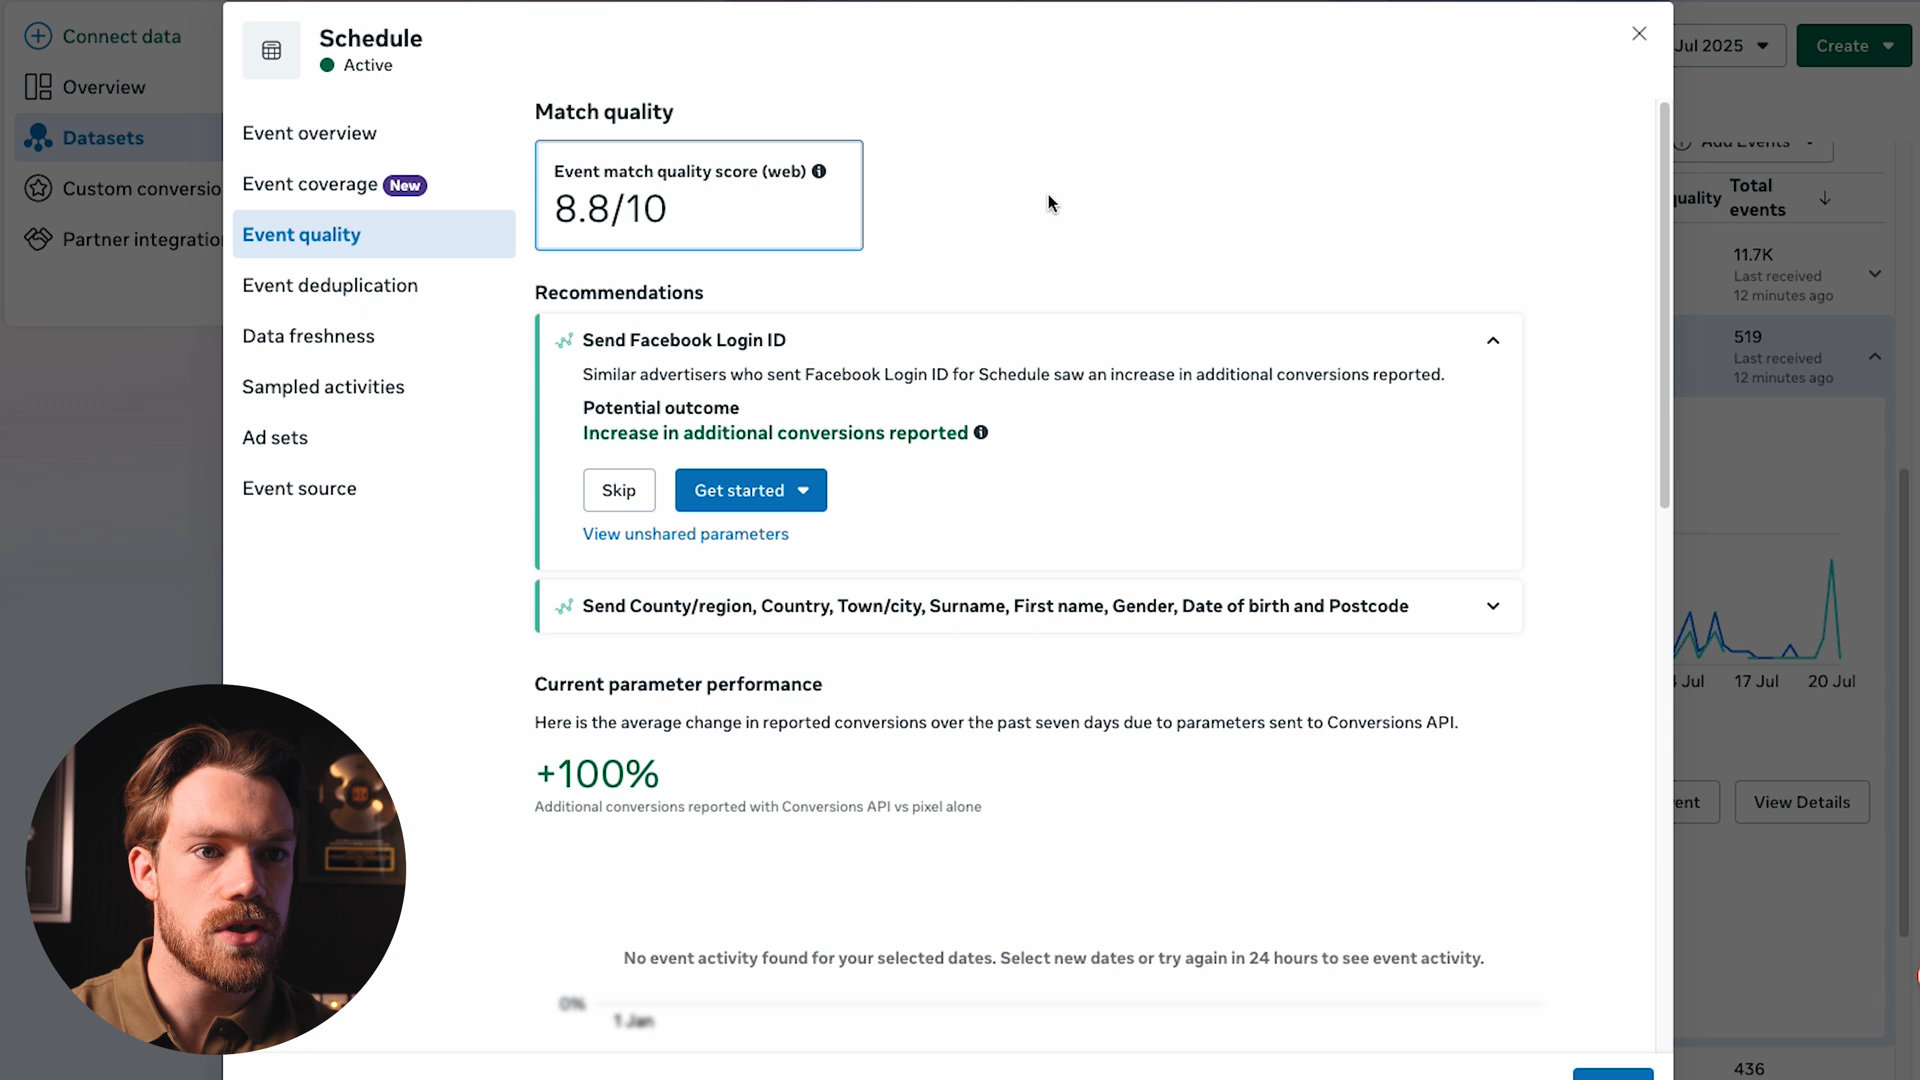 Connect data
Overview
Datasets
Custom conversio
Partner integratio
Schedule
Active
Event overview
Event coverage New
Event quality
Event deduplication
Data freshness
Sampled activities
Ad sets
Event source
Match quality
Event match quality score (web)
8.8/10
Recommendations
Send Facebook Login ID
Similar advertisers who sent Facebook Login ID for Schedule saw an increase in additional conversions reported.
Potential outcome
Increase in additional conversions reported
Skip
Get started
View unshared parameters
Send County/region, Country, Town/city, Surname, First name, Gender, Date of birth and Postcode
Current parameter performance
Here is the average change in reported conversions over the past seven days due to parameters sent to Conversions API.
+100%
Additional conversions reported with Conversions API vs pixel alone
No event activity found for your selected dates. Select new dates or try again in 24 hours to see event activity.
0%
1 Jan
Jul 2025
Create
Add Events
uality
Total
events
11.7K
Last received
12 minutes ago
519
Last received
12 minutes ago
Jul
17 Jul
20 Jul
ent
View Details
436